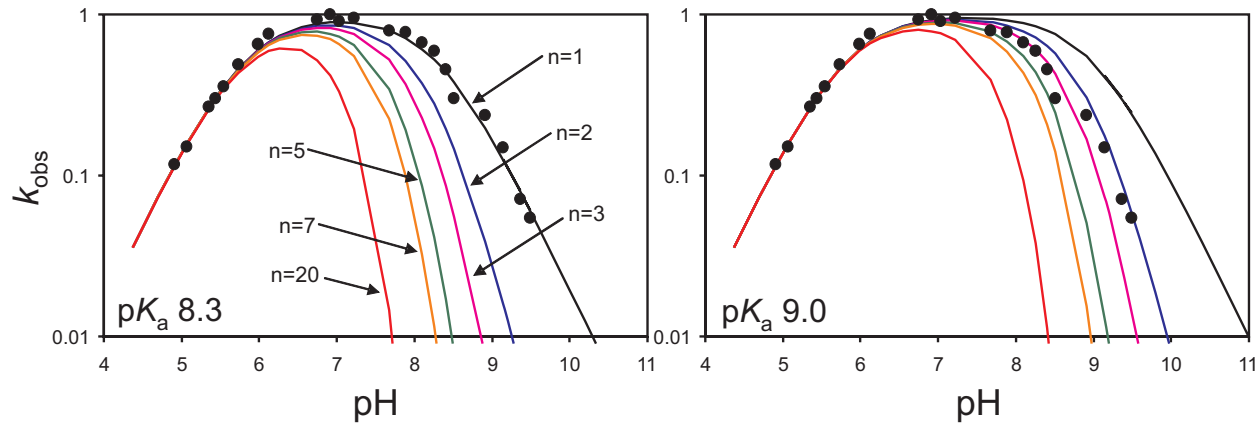 k_obs
1
0.1
0.01
4 5 6 7 8 9 10 11
pH
pK_a 8.3
n=1
n=2
n=3
n=5
n=7
n=20
1
0.1
0.01
4 5 6 7 8 9 10 11
pH
pK_a 9.0